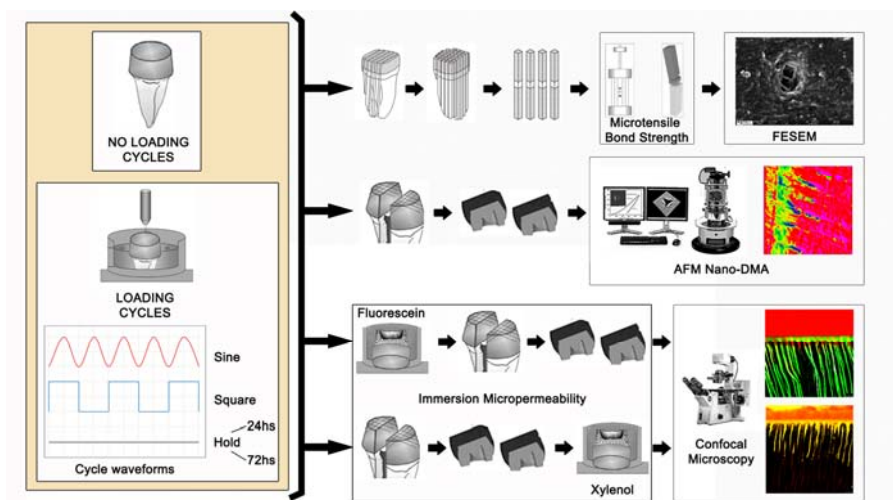 NO LOADING
CYCLES
LOADING
CYCLES
Sine
Square
24hs
Hold
72hs
Cycle waveforms
Microtensile
Bond Strength
FESEM
AFM Nano-DMA
Fluorescein
Immersion Micropermeability
Xylenol
Confocal
Microscopy